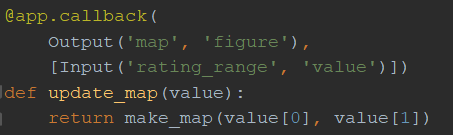 @app.callback(
    Output('map', 'figure'),
    [Input('rating_range', 'value')])
def update_map(value):
    return make_map(value[0], value[1])